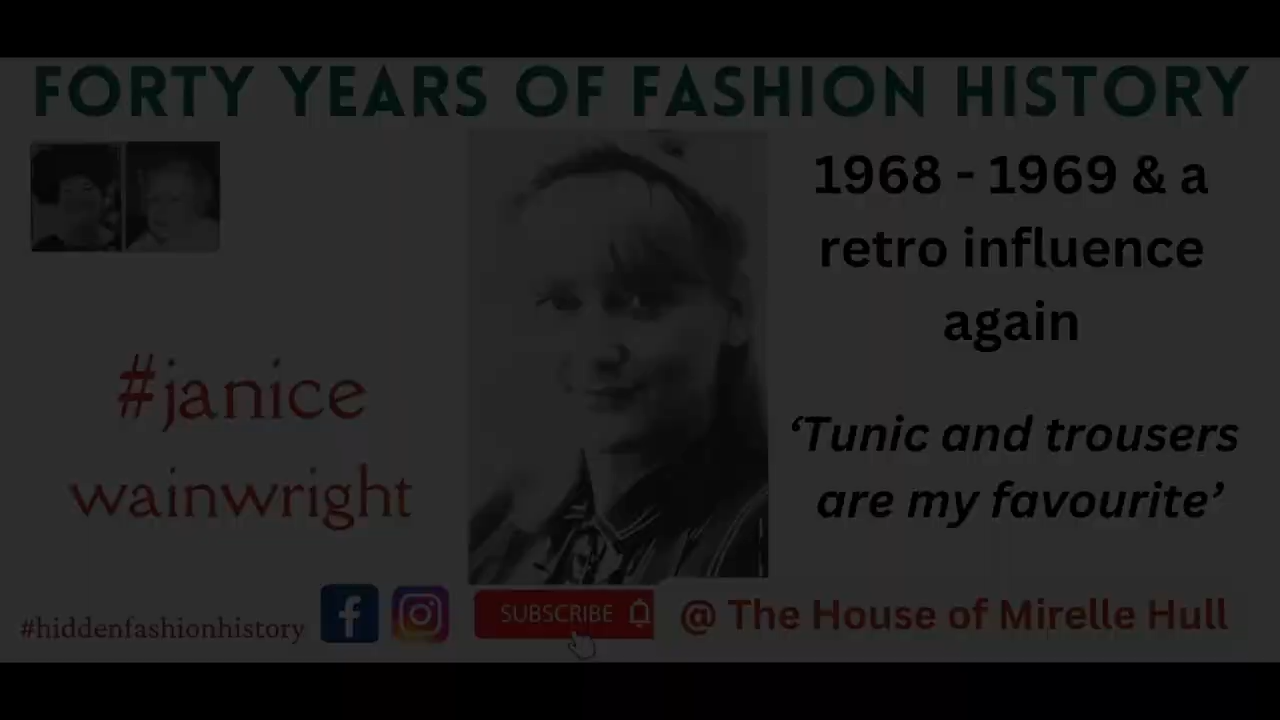 FORTY YEARS OF FASHION HISTORY
1968 - 1969 & a
retro influence
again
#janice
wainwright
‘Tunic and trousers
are my favourite’
#hiddenfashionhistory
f
SUBSCRIBE
@ The House of Mirelle Hull